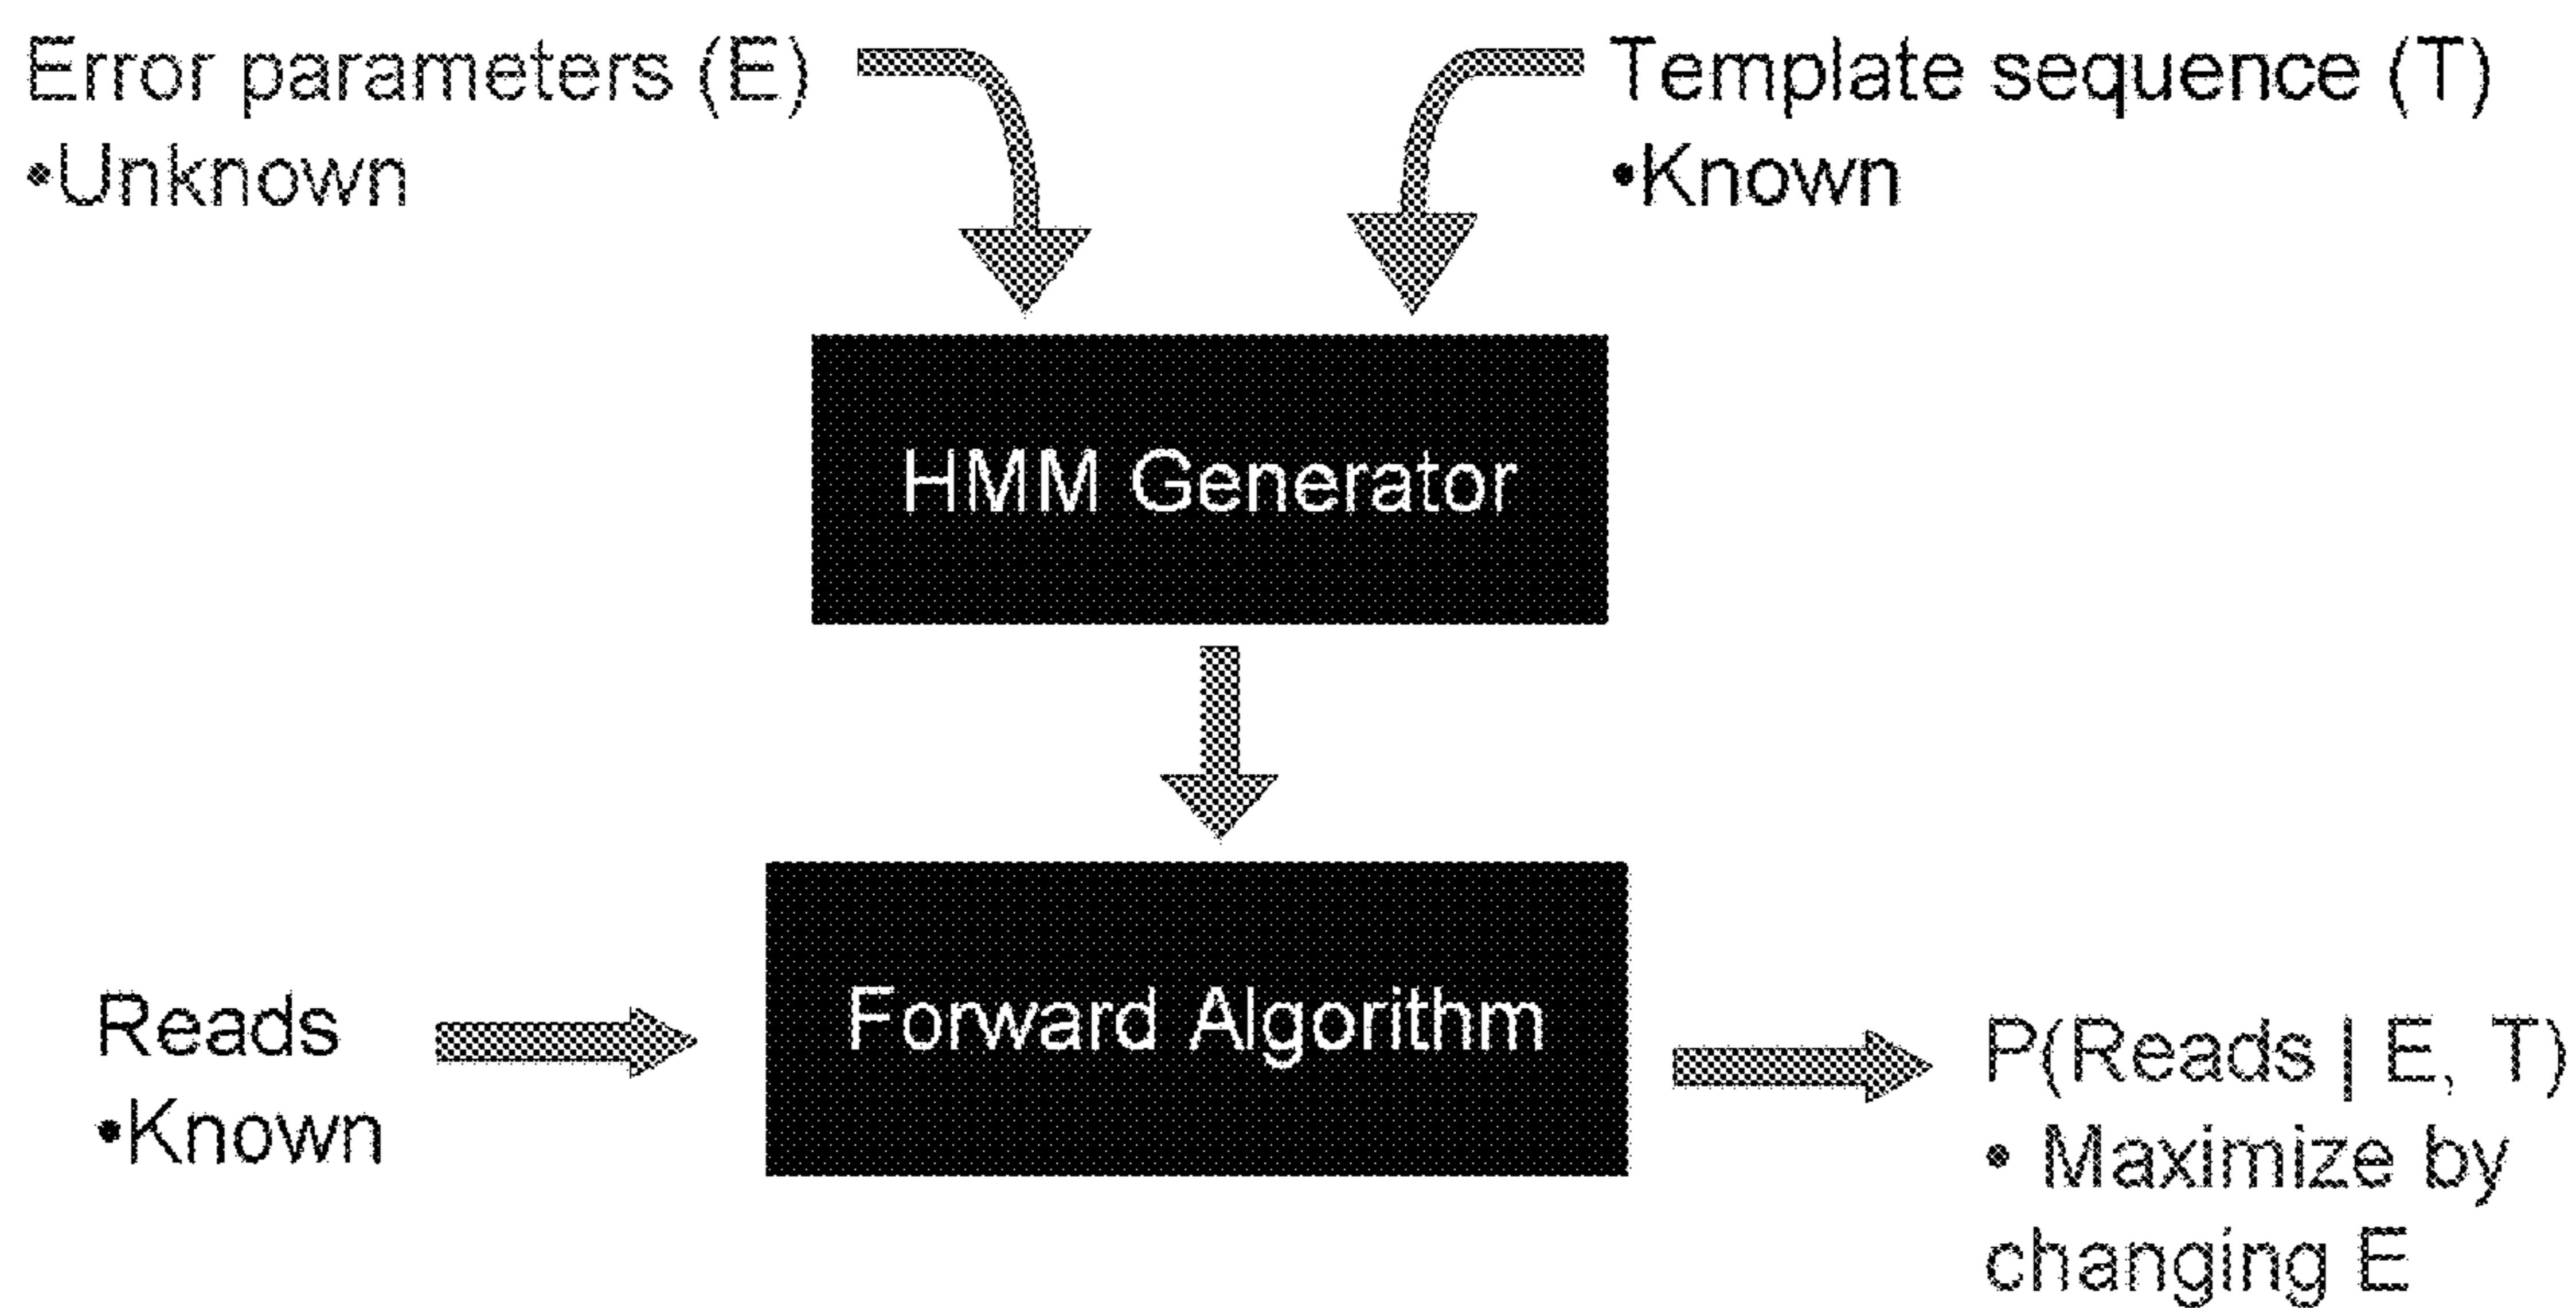 Error parameters (E)
•Unknown
Template sequence (T)
•Known
HMM Generator
Forward Algorithm
Reads
•Known
P(Reads | E, T)
• Maximize by
changing E